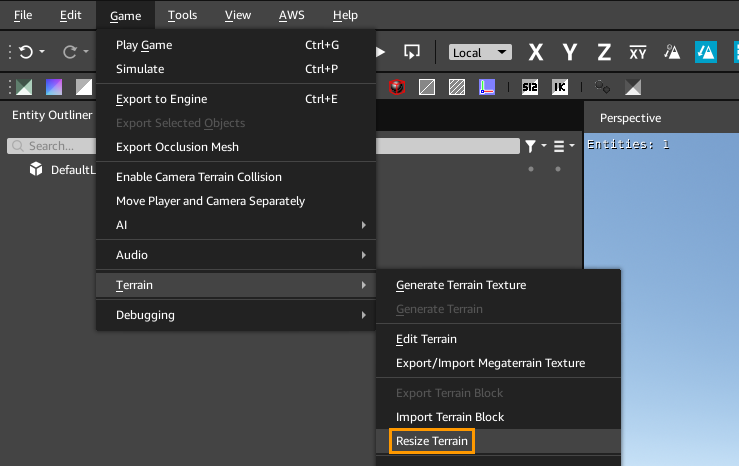 File Edit Game Tools View AWS Help
Play Game Ctrl+G
Simulate Ctrl+P
Export to Engine Ctrl+E
Export Selected Objects
Export Occlusion Mesh
Enable Camera Terrain Collision
Move Player and Camera Separately
AI
Audio
Terrain
Debugging
Local X Y Z XY
512 1K
Entity Outliner
Search...
DefaultL
Perspective
Entities: 1
Generate Terrain Texture
Generate Terrain
Edit Terrain
Export/Import Megaterrain Texture
Export Terrain Block
Import Terrain Block
Resize Terrain